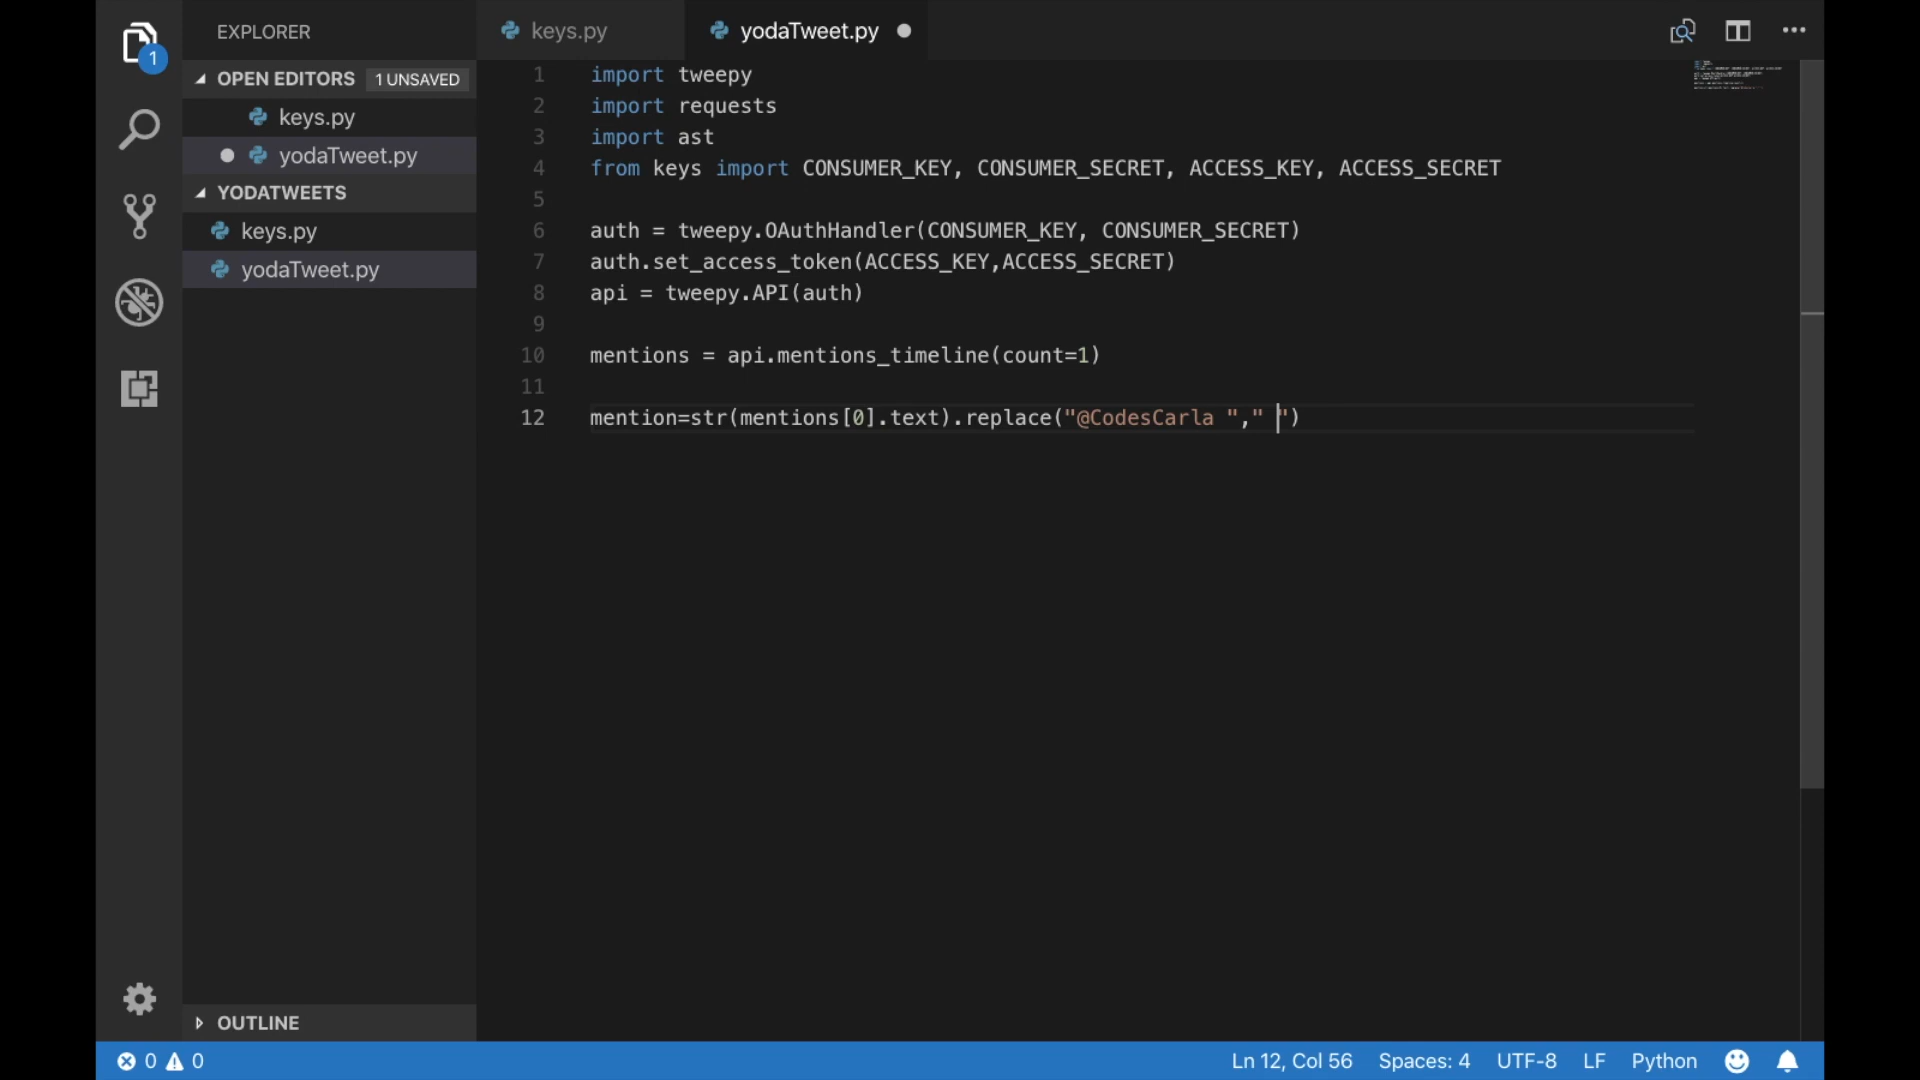 EXPLORER
1
OPEN EDITORS 1 UNSAVED
keys.py
yodaTweet.py
YODATWEETS
keys.py
yodaTweet.py
OUTLINE
keys.py yodaTweet.py
1 import tweepy
2 import requests
3 import ast
4 from keys import CONSUMER_KEY, CONSUMER_SECRET, ACCESS_KEY, ACCESS_SECRET
5
6 auth = tweepy.OAuthHandler(CONSUMER_KEY, CONSUMER_SECRET)
7 auth.set_access_token(ACCESS_KEY,ACCESS_SECRET)
8 api = tweepy.API(auth)
9
10 mentions = api.mentions_timeline(count=1)
11
12 mention=str(mentions[0].text).replace("@CodesCarla "," ")
0 0 Ln 12, Col 56 Spaces: 4 UTF-8 LF Python